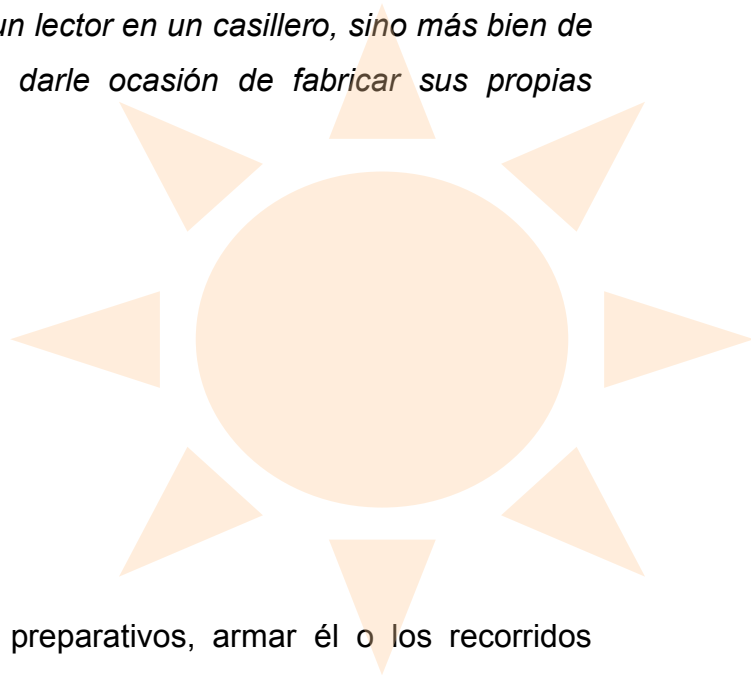 un lector en un casillero, sino más bien de
darle ocasión de fabricar sus propias
preparativos, armar él o los recorridos